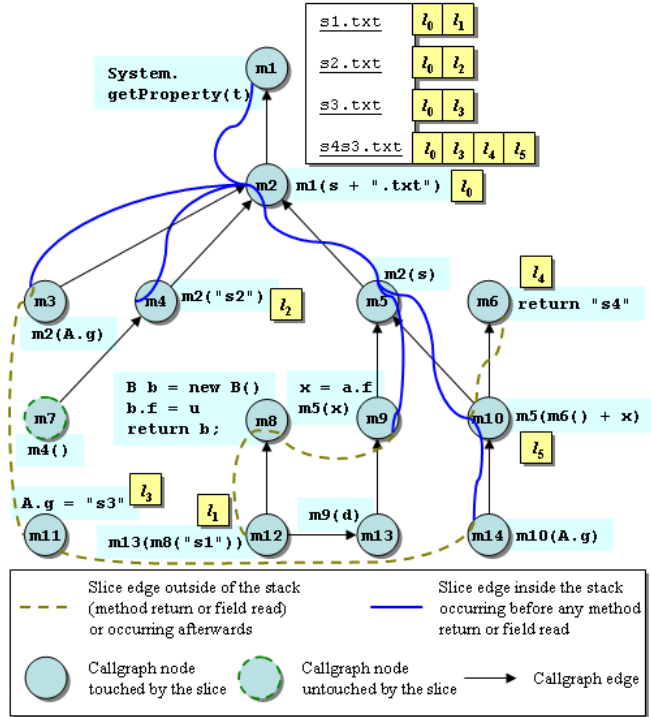 s1.txt l0 l1
s2.txt l0 l2
s3.txt l0 l3
s4s3.txt l0 l3 l4 l5
m1
System.
getProperty(t)
m2
m1(s + ".txt")
l0
m3
m2(A.g)
m4
m2("s2")
l2
m2(s)
m5
l4
m6
return "s4"
m7
m4()
B b = new B()
b.f = u
return b;
m8
x = a.f
m5(x)
m9
m10
m5(m6() + x)
l5
A.g = "s3"
l3
m11
l1
m13(m8("s1"))
m12
m9(d)
m13
m14
m10(A.g)
Slice edge outside of the stack
(method return or field read)
or occurring afterwards
Slice edge inside the stack
occurring before any method
return or field read
Callgraph node
touched by the slice
Callgraph node
untouched by the slice
Callgraph edge